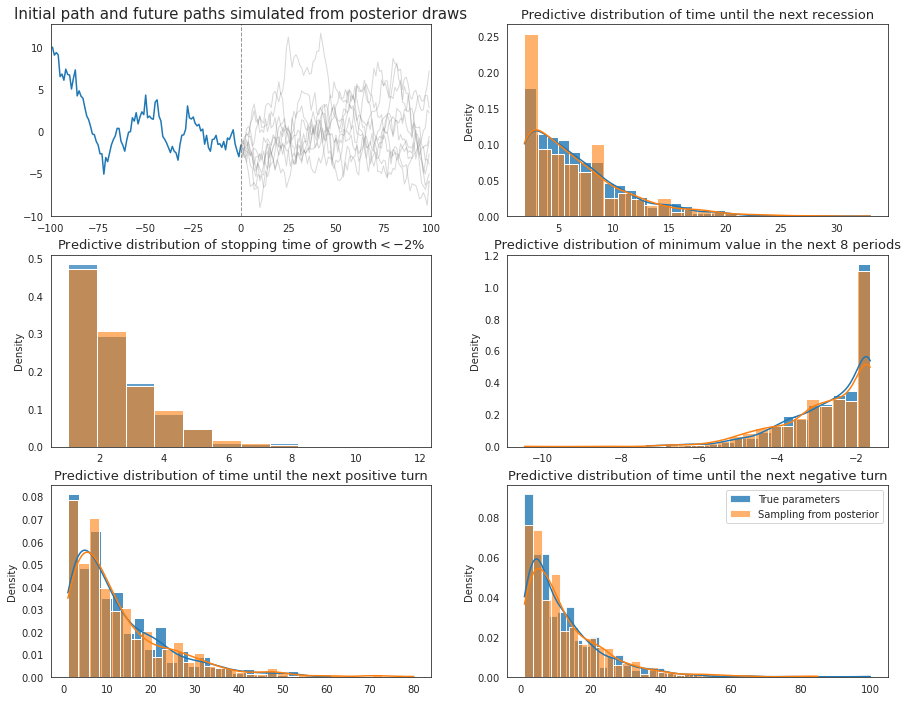 Initial path and future paths simulated from posterior draws
10
5
0
−5
−10
−100 −75 −50 −25 0 25 50 75 100
Predictive distribution of time until the next recession
Density
0.25
0.20
0.15
0.10
0.05
0.00
5 10 15 20 25 30
Predictive distribution of stopping time of growth < −2%
Density
0.5
0.4
0.3
0.2
0.1
0.0
2 4 6 8 10 12
Predictive distribution of minimum value in the next 8 periods
Density
1.2
1.0
0.8
0.6
0.4
0.2
0.0
−10 −8 −6 −4 −2
Predictive distribution of time until the next positive turn
Density
0.08
0.07
0.06
0.05
0.04
0.03
0.02
0.01
0.00
0 10 20 30 40 50 60 70 80
Predictive distribution of time until the next negative turn
True parameters
Sampling from posterior
Density
0.08
0.06
0.04
0.02
0.00
0 20 40 60 80 100